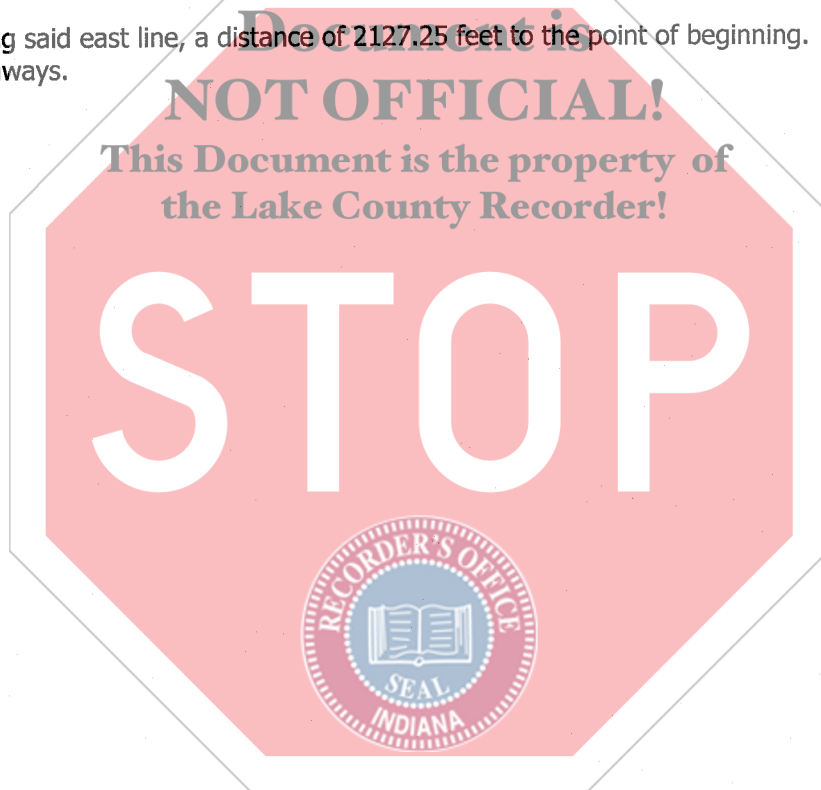 Document is
g said east line, a distance of 2127.25 feet to the point of beginning.
ways.
NOT OFFICIAL!
This Document is the property of
the Lake County Recorder!
STOP
RECORDER'S OFFICE
SEAL
INDIANA